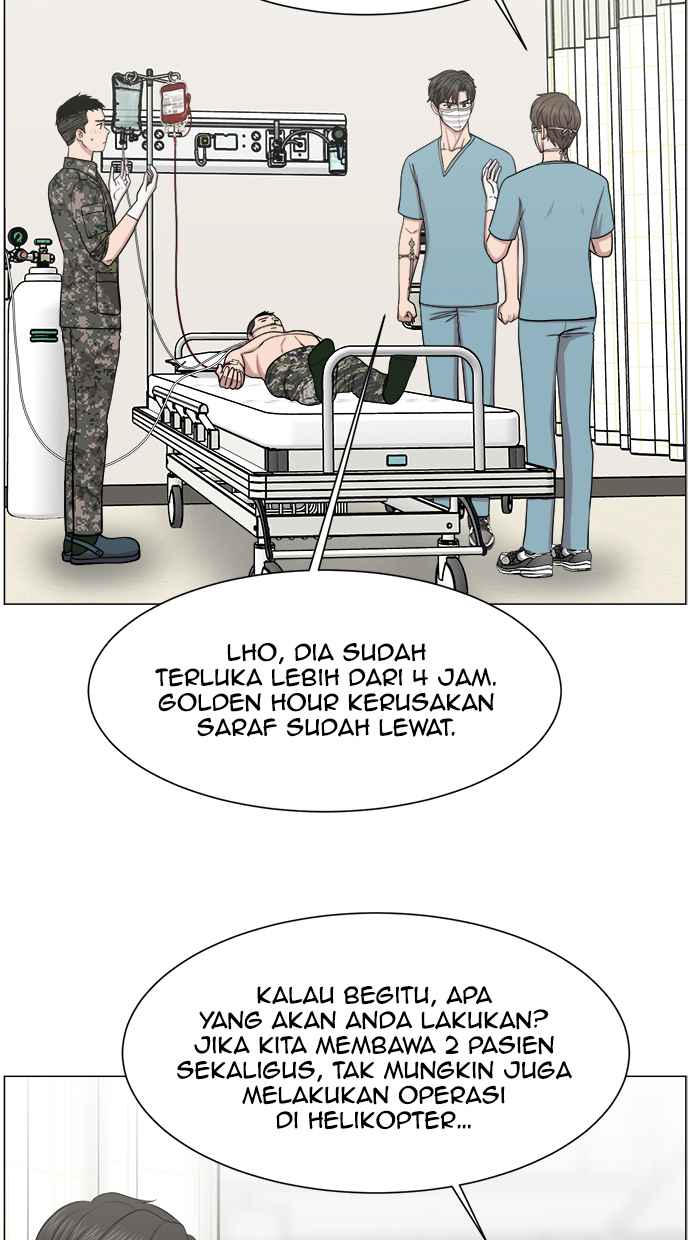 LHO, DIA SUDAH
TERLUKA LEBIH DARI 4 JAM.
GOLDEN HOUR KERUSAKAN
SARAF SUDAH LEWAT.
KALAU BEGITU, APA
YANG AKAN ANDA LAKUKAN?
JIKA KITA MEMBAWA 2 PASIEN
SEKALIGUS, TAK MUNGKIN JUGA
MELAKUKAN OPERASI
DI HELIKOPTER...